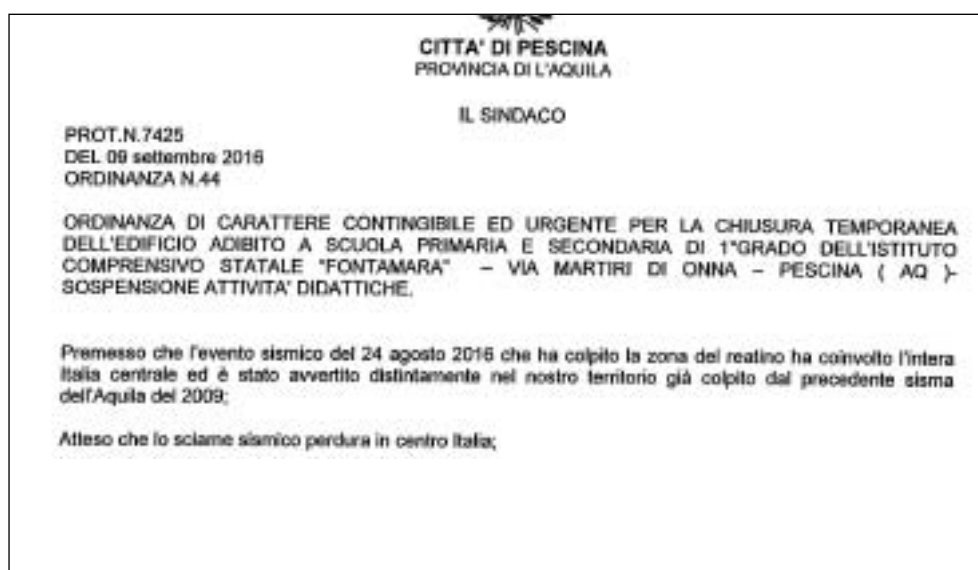 CITTA' DI PESCINA
PROVINCIA DI L'AQUILA
IL SINDACO
PROT.N.7425
DEL 09 settembre 2016
ORDINANZA N.44
ORDINANZA DI CARATTERE CONTINGIBILE ED URGENTE PER LA CHIUSURA TEMPORANEA
DELL'EDIFICIO ADIBITO A SCUOLA PRIMARIA E SECONDARIA DI 1°GRADO DELL'ISTITUTO
COMPRENSIVO STATALE "FONTAMARA" – VIA MARTIRI DI ONNA – PESCINA ( AQ )-
SOSPENSIONE ATTIVITA' DIDATTICHE.
Premesso che l'evento sismico del 24 agosto 2016 che ha colpito la zona del reatino ha coinvolto l'intera
Italia centrale ed è stato avvertito distintamente nel nostro territorio già colpito dal precedente sisma
dell'Aquila del 2009;
Atteso che lo sciame sismico perdura in centro Italia;